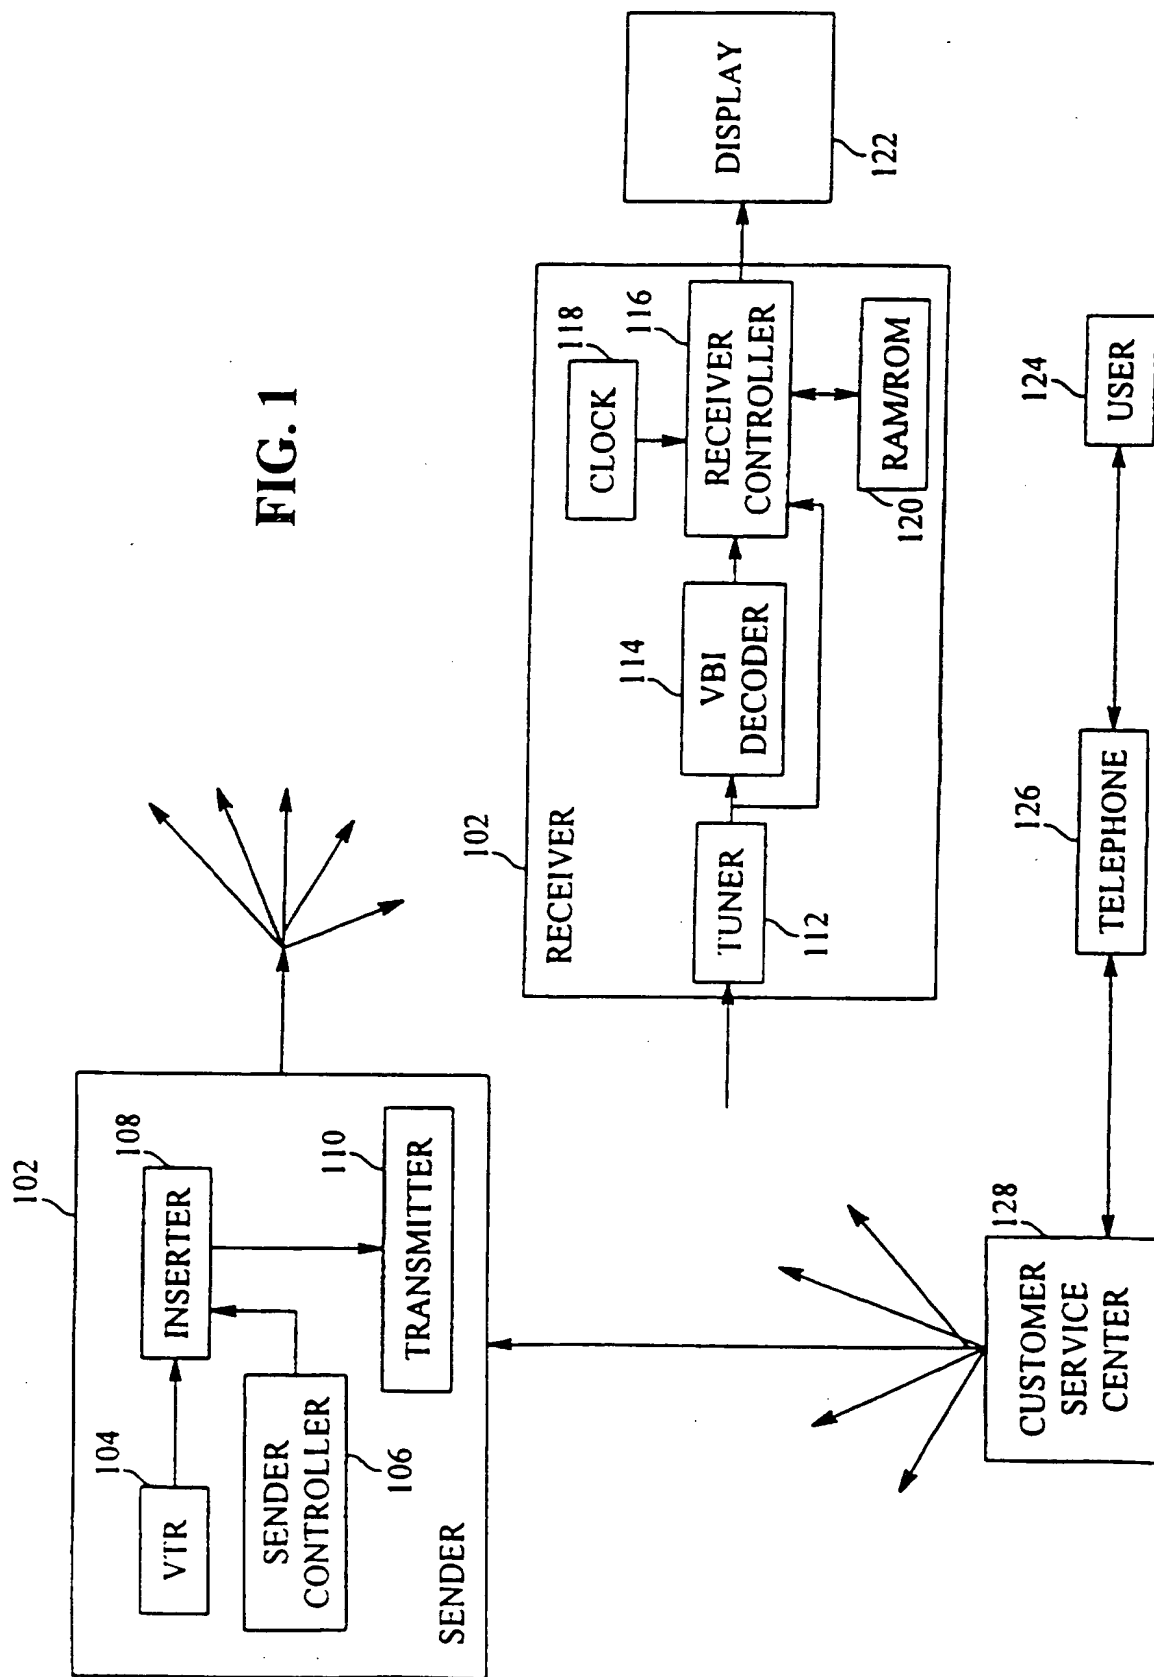 FIG. 1
102
104
VTR
108
INSERTER
SENDER
CONTROLLER
106
110
TRANSMITTER
SENDER
102
RECEIVER
TUNER
112
114
VBI
DECODER
118
CLOCK
116
RECEIVER
CONTROLLER
RAM/ROM
120
DISPLAY
122
128
CUSTOMER
SERVICE
CENTER
126
TELEPHONE
124
USER